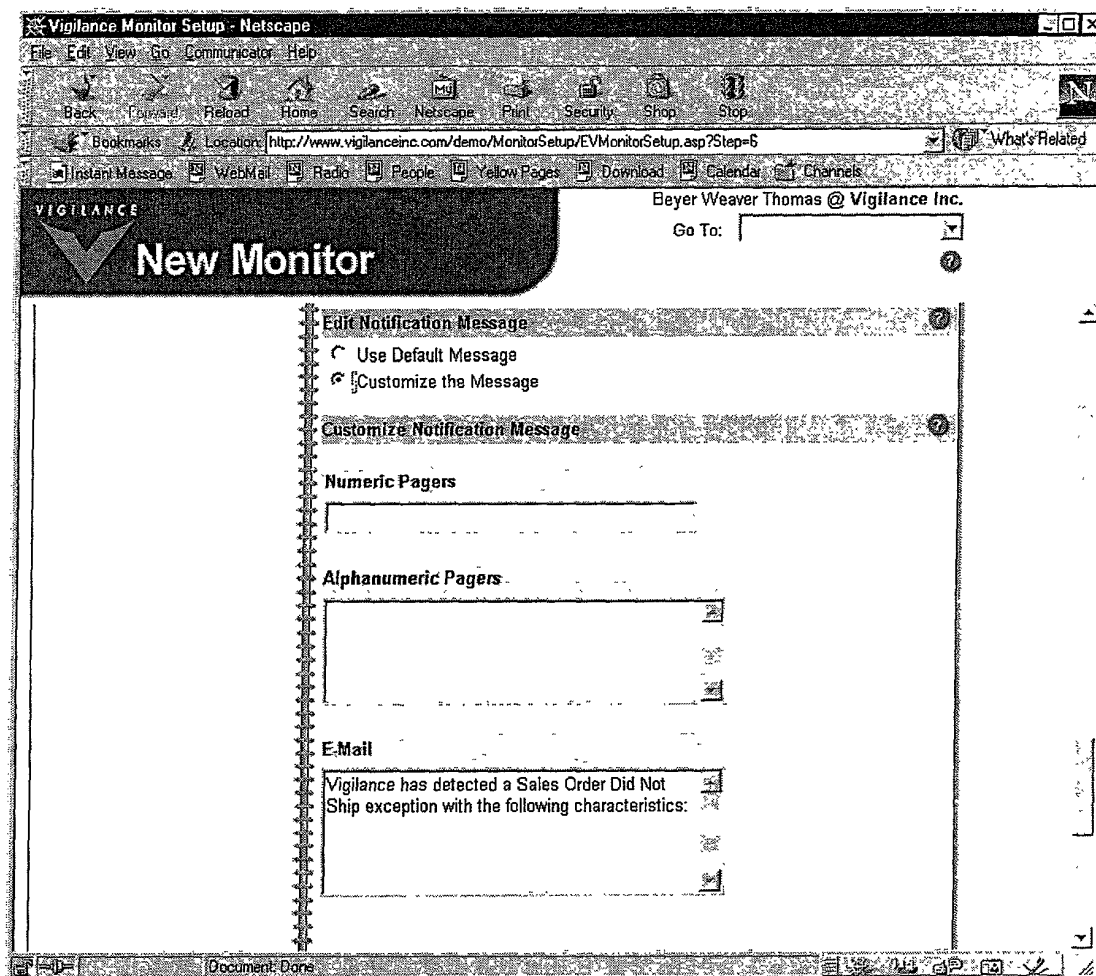 Vigilance Monitor Setup - Netscape
File Edit View Go Communicator Help
Back Forward Reload Home Search Netscape Print Security Shop Stop
Bookmarks Location: http://www.vigilanceinc.com/demo/MonitorSetup/EVMonitorSetup.asp?Step=6 What's Related
Instant Message WebMail Radio People Yellow Pages Download Calendar Channels
VIGILANCE
New Monitor
Beyer Weaver Thomas @ Vigilance Inc.
Go To:
Edit Notification Message
Use Default Message
Customize the Message
Customize Notification Message
Numeric Pagers
Alphanumeric Pagers
E-Mail
Vigilance has detected a Sales Order Did Not
Ship exception with the following characteristics:
Document: Done